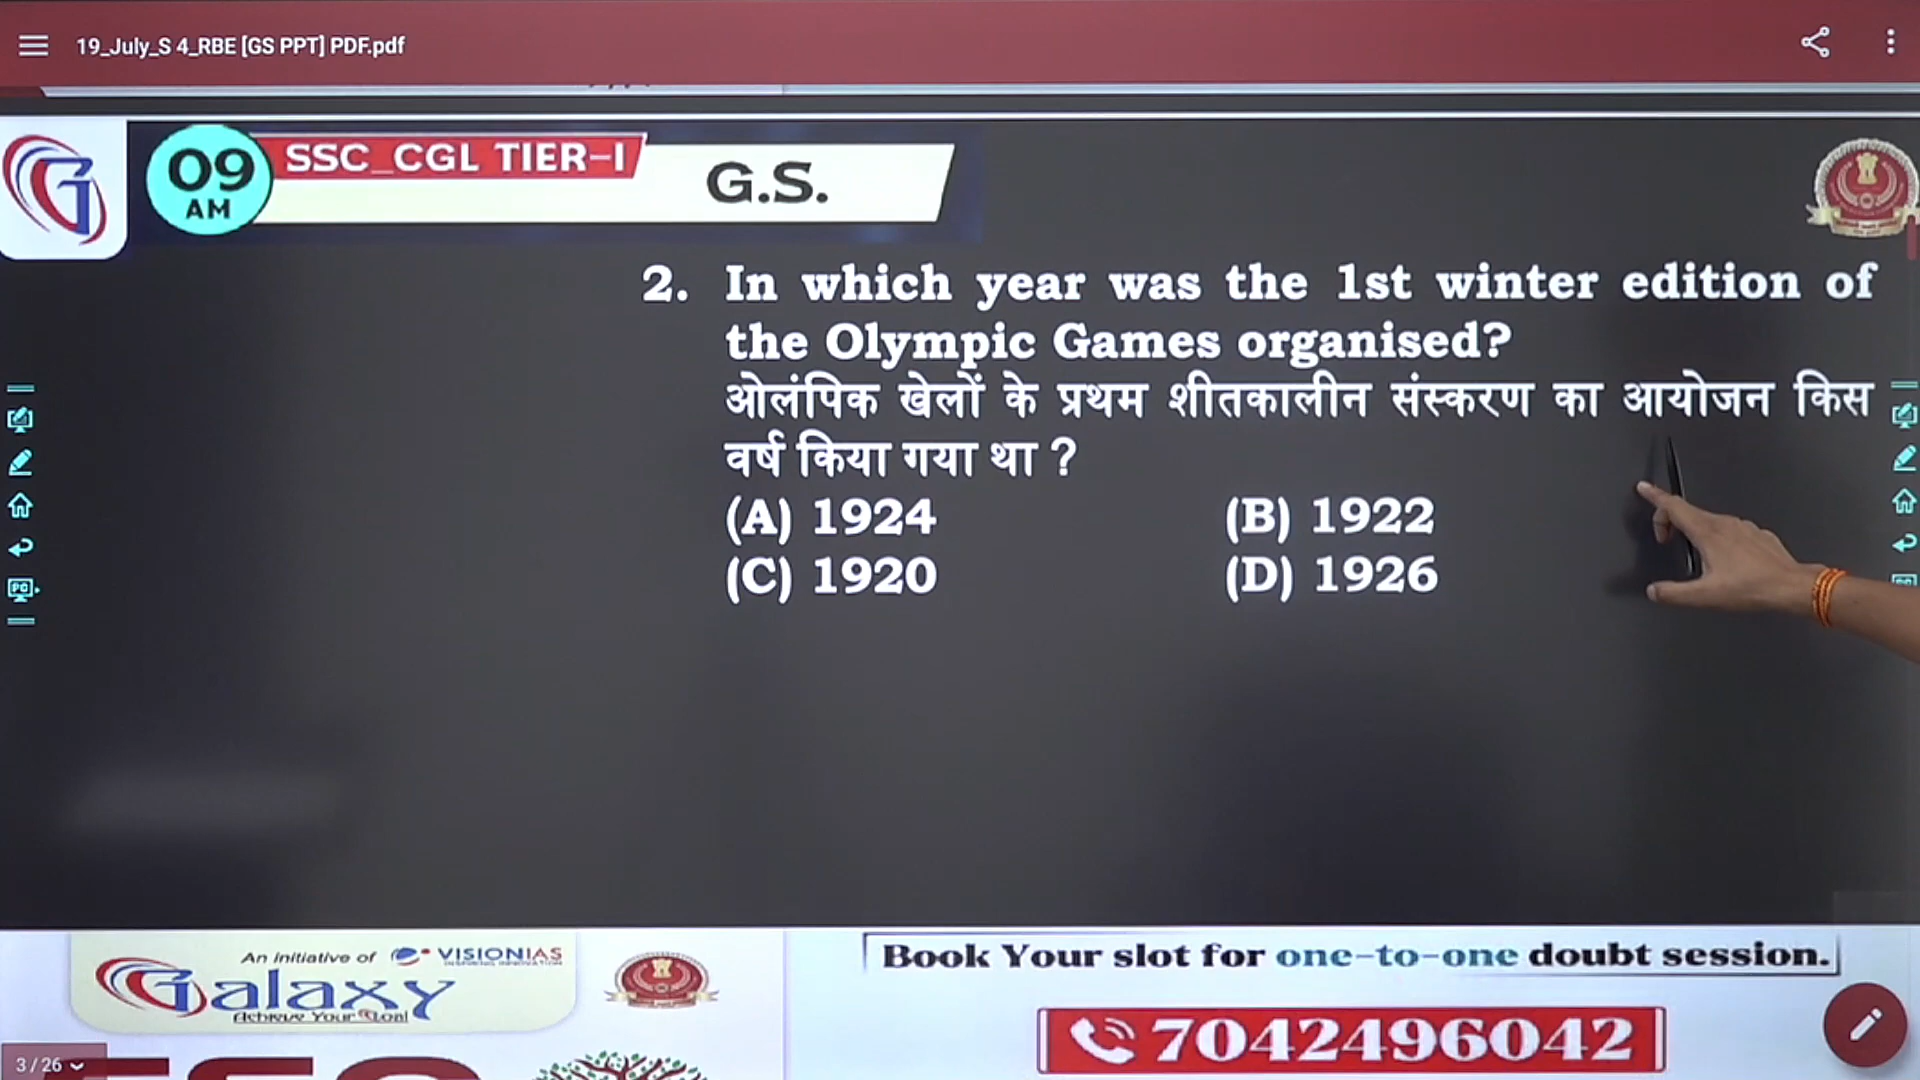 19_July_S 4_RBE [GS PPT] PDF.pdf
09
AM
SSC_CGL TIER-I
G.S.
2. In which year was the 1st winter edition of
the Olympic Games organised?
ओलंपिक खेलों के प्रथम शीतकालीन संस्करण का आयोजन किस
वर्ष किया गया था ?
(A) 1924 (B) 1922
(C) 1920 (D) 1926
An initiative of VISIONIAS
INSPIRING INNOVATION
Galaxy
Achieve Your Goal
Book Your slot for one-to-one doubt session.
7042496042
3 / 26